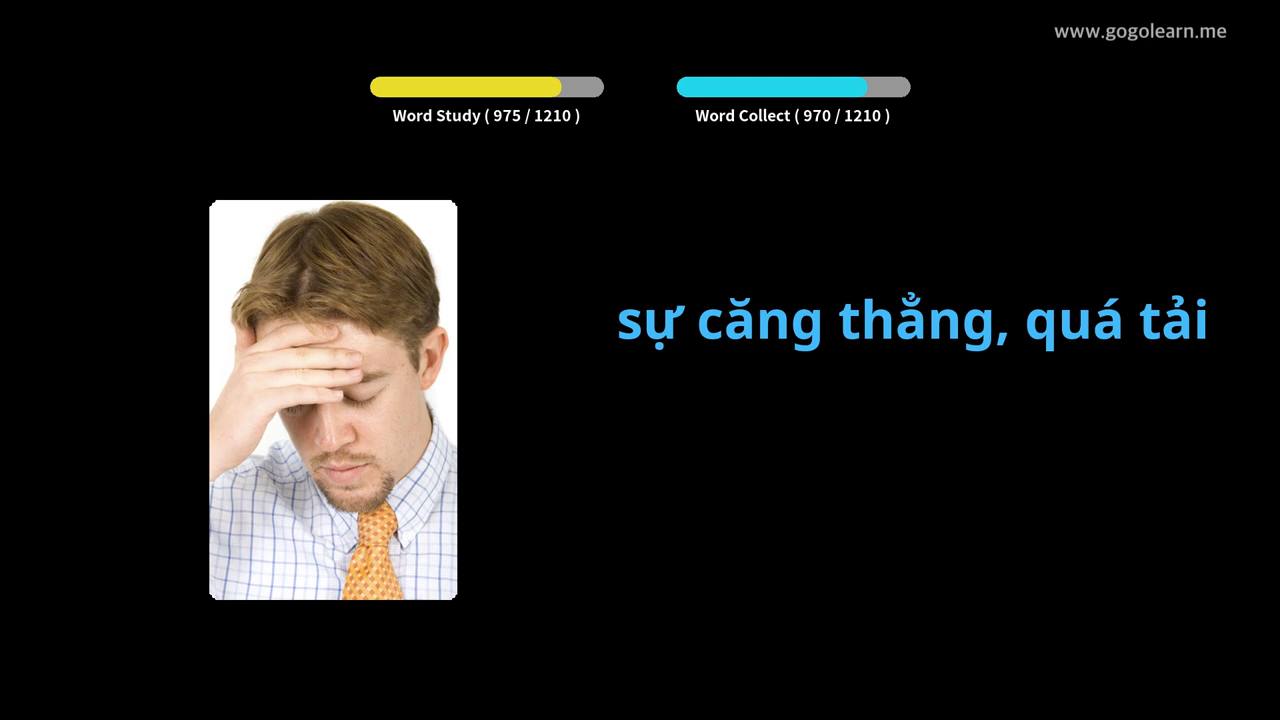 www.gogolearn.me
Word Study ( 975 / 1210 )
Word Collect ( 970 / 1210 )
sự căng thẳng, quá tải